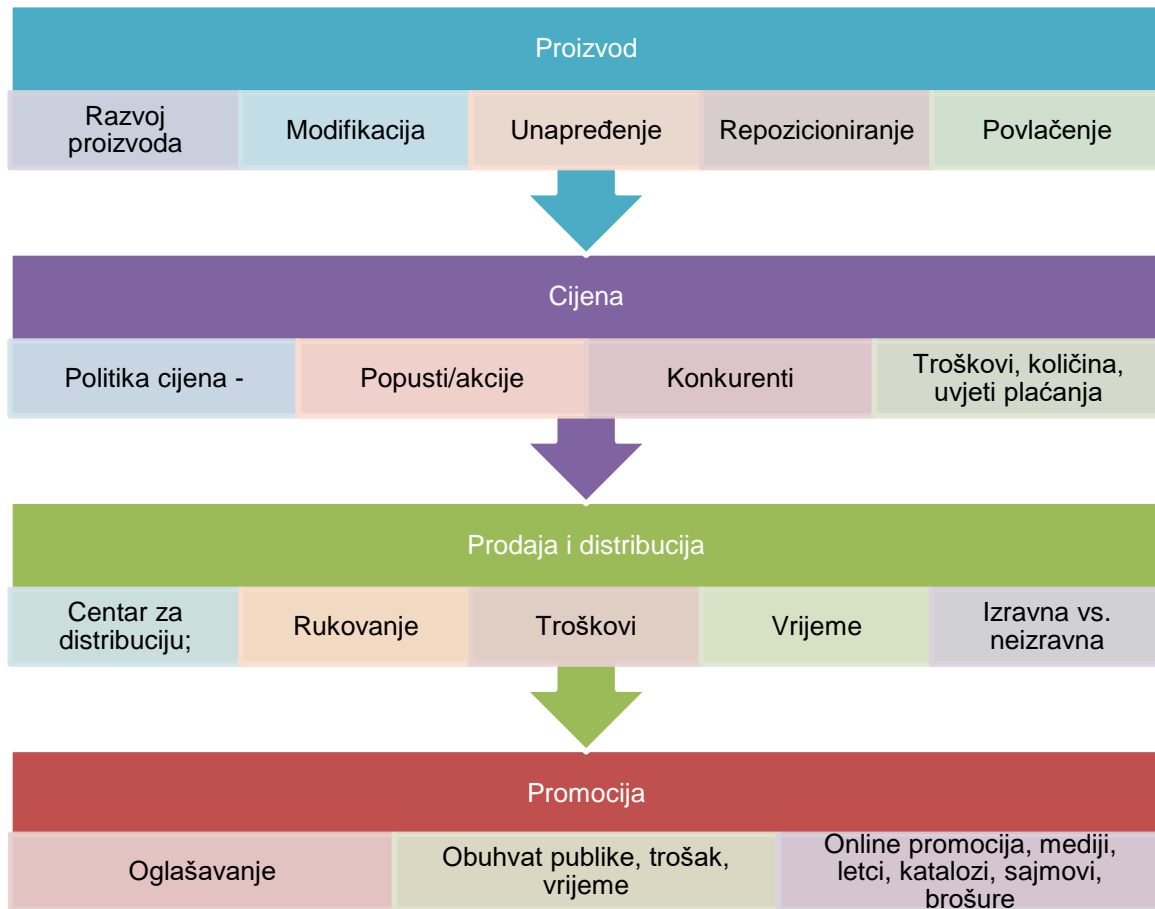 Proizvod
Razvoj
proizvoda
Modifikacija
Unapređenje
Repozicioniranje
Povlačenje
Cijena
Politika cijena -
Popusti/akcije
Konkurenti
Troškovi, količina,
uvjeti plaćanja
Prodaja i distribucija
Centar za
distribuciju;
Rukovanje
Troškovi
Vrijeme
Izravna vs.
neizravna
Promocija
Oglašavanje
Obuhvat publike, trošak,
vrijeme
Online promocija, mediji,
letci, katalozi, sajmovi,
brošure